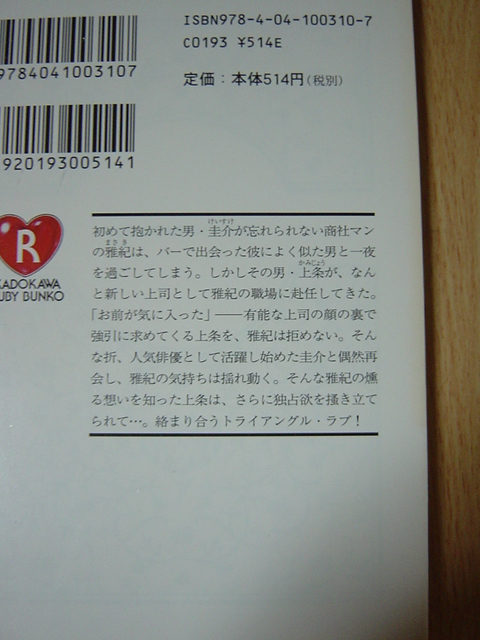 ISBN978-4-04-100310-7
C0193 ¥514E
9784041003107
定価：本体514円(税別)
920193005141
R
KADOKAWA
RUBY BUNKO
初めて抱かれた男・圭介が忘れられない商社マン
の雅紀は、バーで出会った彼によく似た男と一夜
を過ごしてしまう。しかしその男・上条が、なん
と新しい上司として雅紀の職場に赴任してきた。
「お前が気に入った」――有能な上司の顔の裏で
強引に求めてくる上条を、雅紀は拒めない。そん
な折、人気俳優として活躍し始めた圭介と偶然再
会し、雅紀の気持ちは揺れ動く。そんな雅紀の燻
る想いを知った上条は、さらに独占欲を掻き立て
られて…。絡まり合うトライアングル・ラブ！